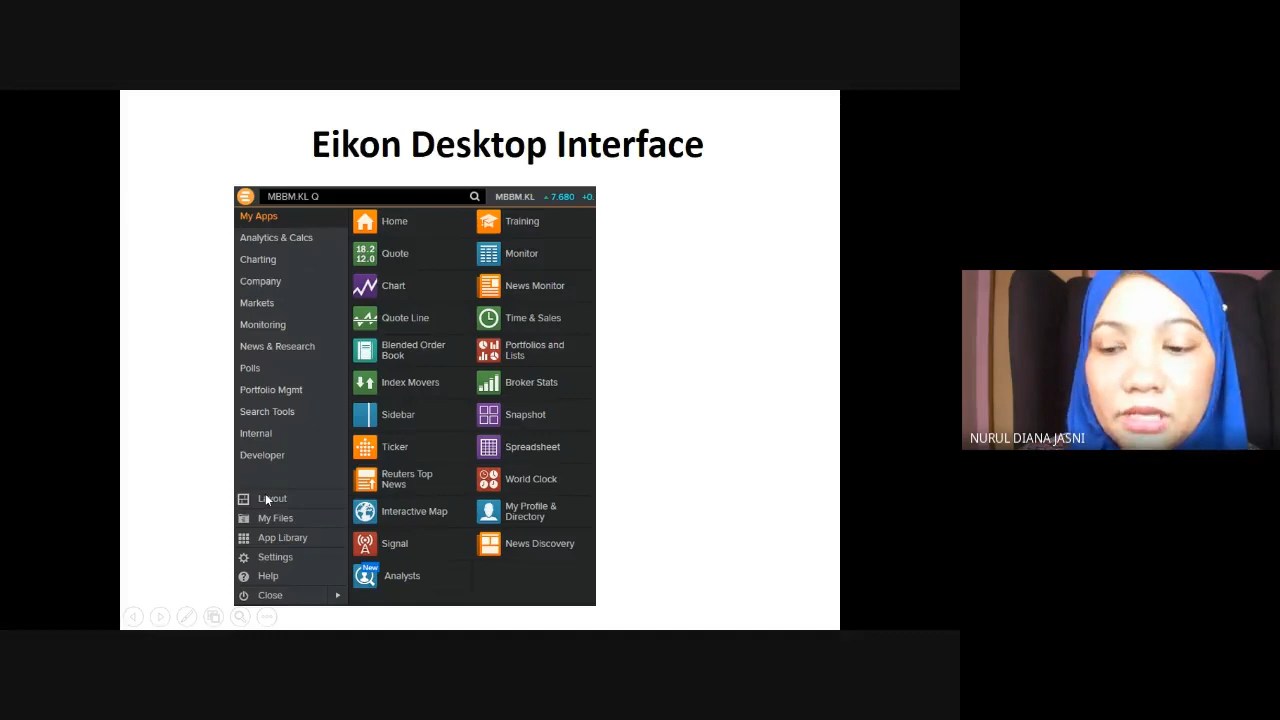 Eikon Desktop Interface
MBBM.KL Q
MBBM.KL 7.680 +0.
My Apps
Analytics & Calcs
Charting
Company
Markets
Monitoring
News & Research
Polls
Portfolio Mgmt
Search Tools
Internal
Developer
Layout
My Files
App Library
Settings
Help
Close
Home
18.2
12.0
Quote
Chart
Quote Line
Blended Order
Book
Index Movers
Sidebar
Ticker
Reuters Top
News
Interactive Map
Signal
New
Analysts
Training
Monitor
News Monitor
Time & Sales
Portfolios and
Lists
Broker Stats
Snapshot
Spreadsheet
World Clock
My Profile &
Directory
News Discovery
NURUL DIANA JASNI